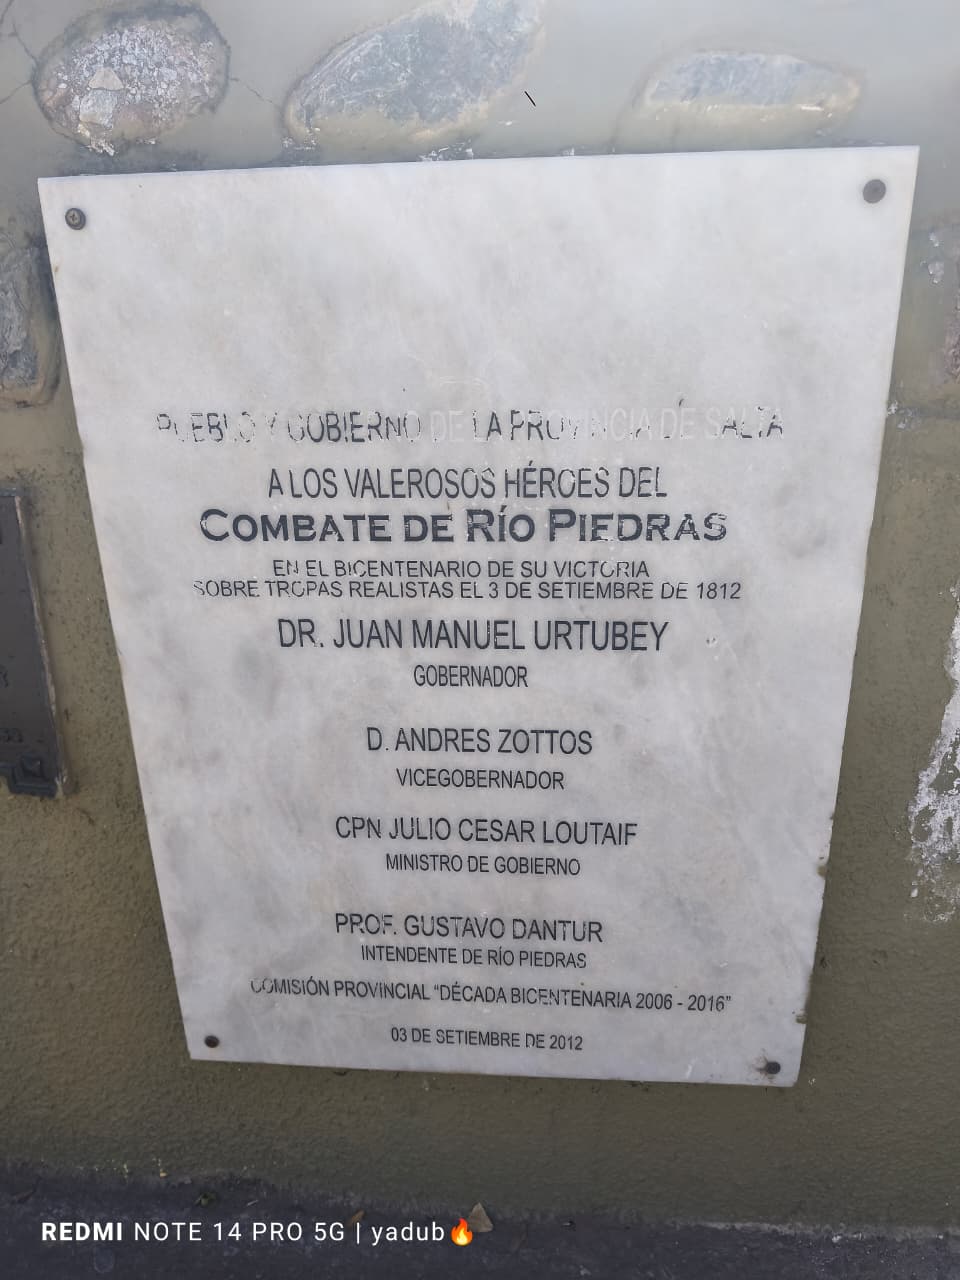 PUEBLO Y GOBIERNO DE LA PROVINCIA DE SALTA
A LOS VALEROSOS HÉROES DEL
COMBATE DE RÍO PIEDRAS
EN EL BICENTENARIO DE SU VICTORIA
SOBRE TROPAS REALISTAS EL 3 DE SETIEMBRE DE 1812
DR. JUAN MANUEL URTUBEY
GOBERNADOR
D. ANDRES ZOTTOS
VICEGOBERNADOR
CPN JULIO CESAR LOUTAIF
MINISTRO DE GOBIERNO
PROF. GUSTAVO DANTUR
INTENDENTE DE RÍO PIEDRAS
COMISIÓN PROVINCIAL “DÉCADA BICENTENARIA 2006 - 2016”
03 DE SETIEMBRE DE 2012
REDMI NOTE 14 PRO 5G | yadub🔥